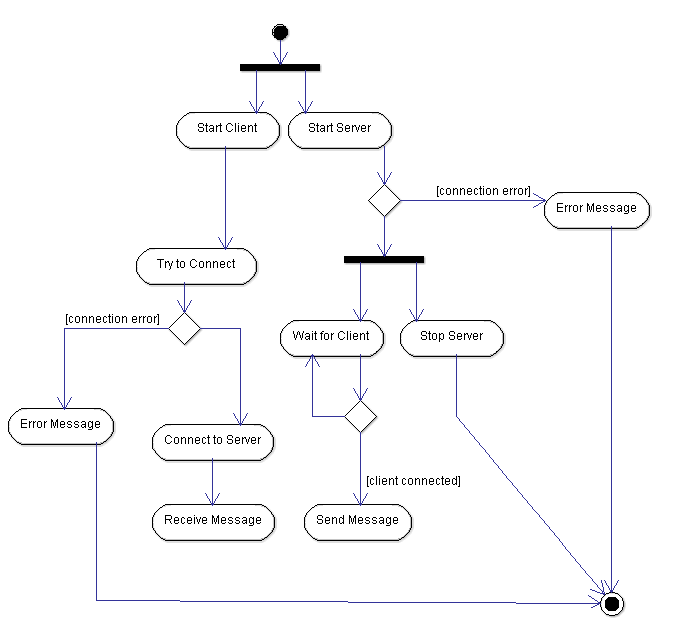 Start Client
Start Server
[connection error]
Error Message
Try to Connect
[connection error]
Wait for Client
Stop Server
Error Message
Connect to Server
[client connected]
Receive Message
Send Message